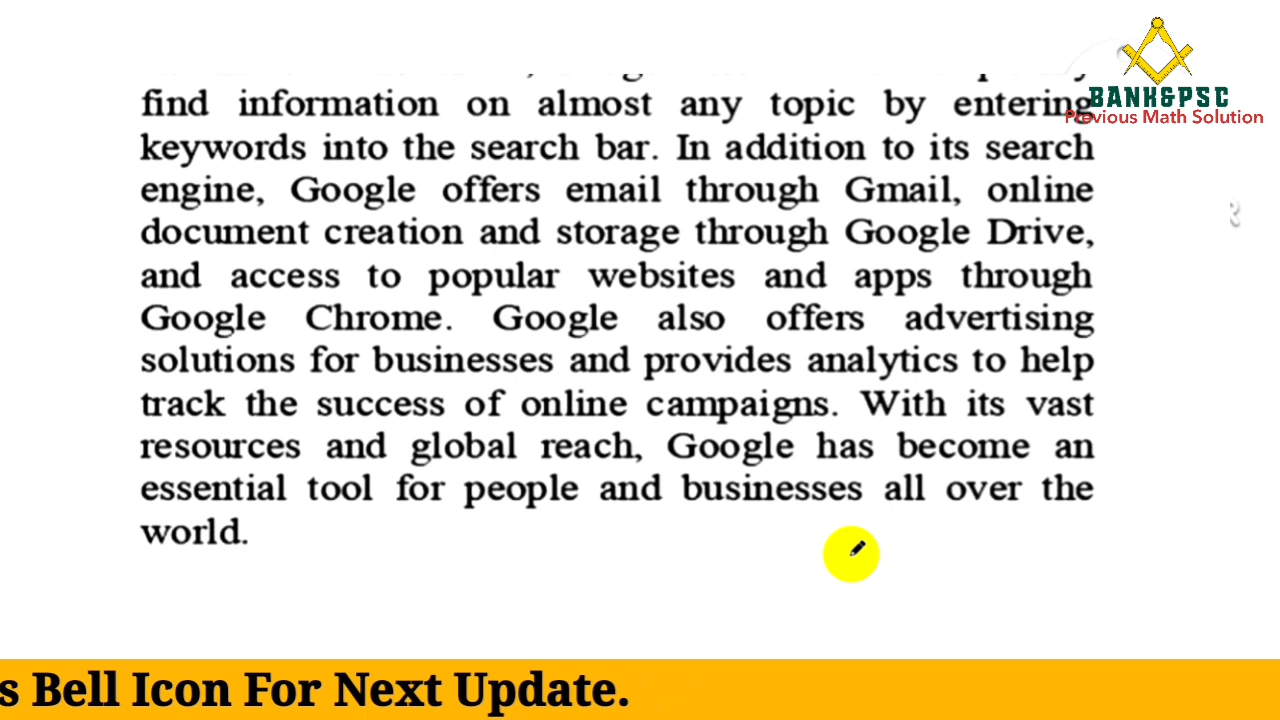 find information on almost any topic by entering
keywords into the search bar. In addition to its search
engine, Google offers email through Gmail, online
document creation and storage through Google Drive,
and access to popular websites and apps through
Google Chrome. Google also offers advertising
solutions for businesses and provides analytics to help
track the success of online campaigns. With its vast
resources and global reach, Google has become an
essential tool for people and businesses all over the
world.
BANK&PSC
Previous Math Solution
s Bell Icon For Next Update.